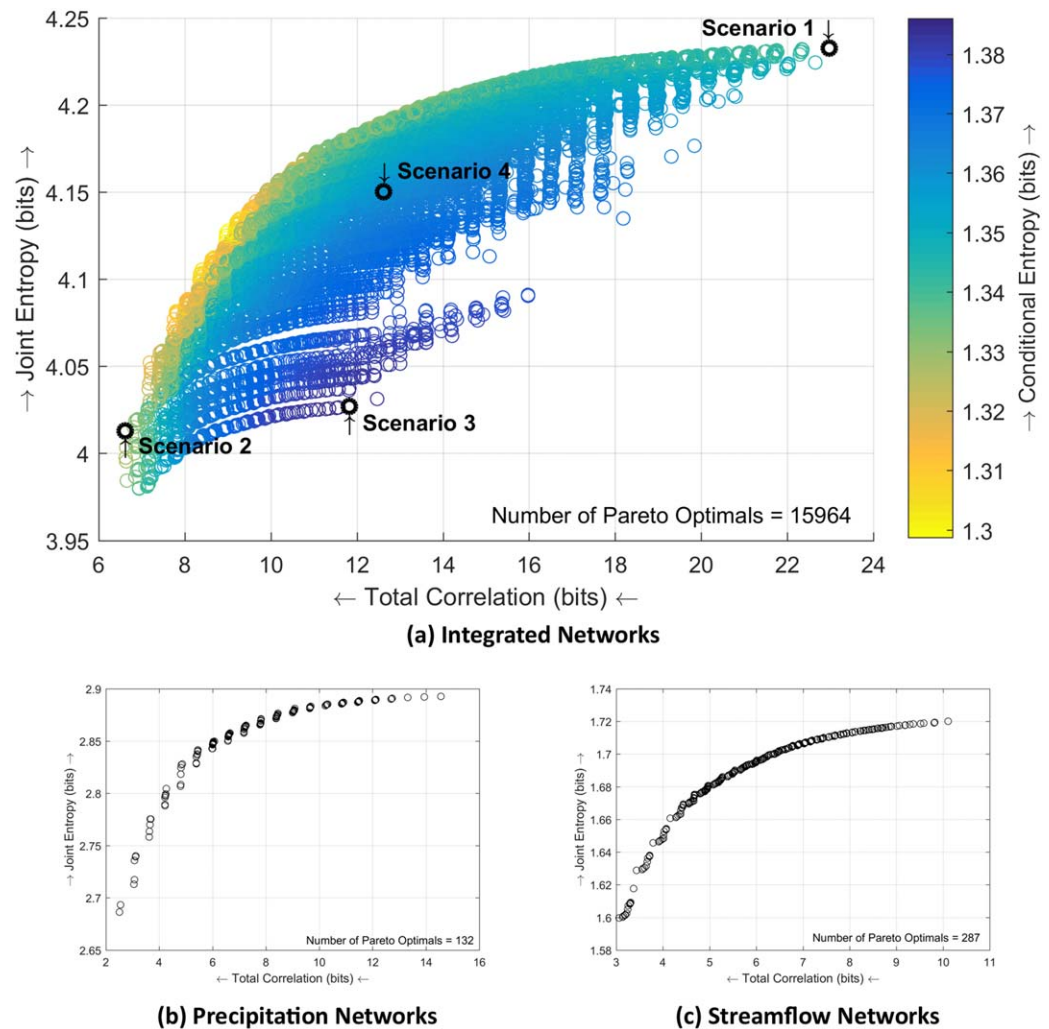 4.25
4.2
4.15
4.1
4.05
4
3.95
→ Joint Entropy (bits) →
Scenario 1 ↓
↓ Scenario 4
↑ Scenario 3
↑ Scenario 2
Number of Pareto Optimals = 15964
6 8 10 12 14 16 18 20 22 24
← Total Correlation (bits) ←
1.38
1.37
1.36
1.35
1.34
1.33
1.32
1.31
1.3
→ Conditional Entropy (bits) →
(a) Integrated Networks
2.9
2.85
2.8
2.75
2.7
2.65
→ Joint Entropy (bits) →
Number of Pareto Optimals = 132
2 4 6 8 10 12 14 16
← Total Correlation (bits) ←
(b) Precipitation Networks
1.74
1.72
1.7
1.68
1.66
1.64
1.62
1.6
1.58
→ Joint Entropy (bits) →
Number of Pareto Optimals = 287
3 4 5 6 7 8 9 10 11
← Total Correlation (bits) ←
(c) Streamflow Networks